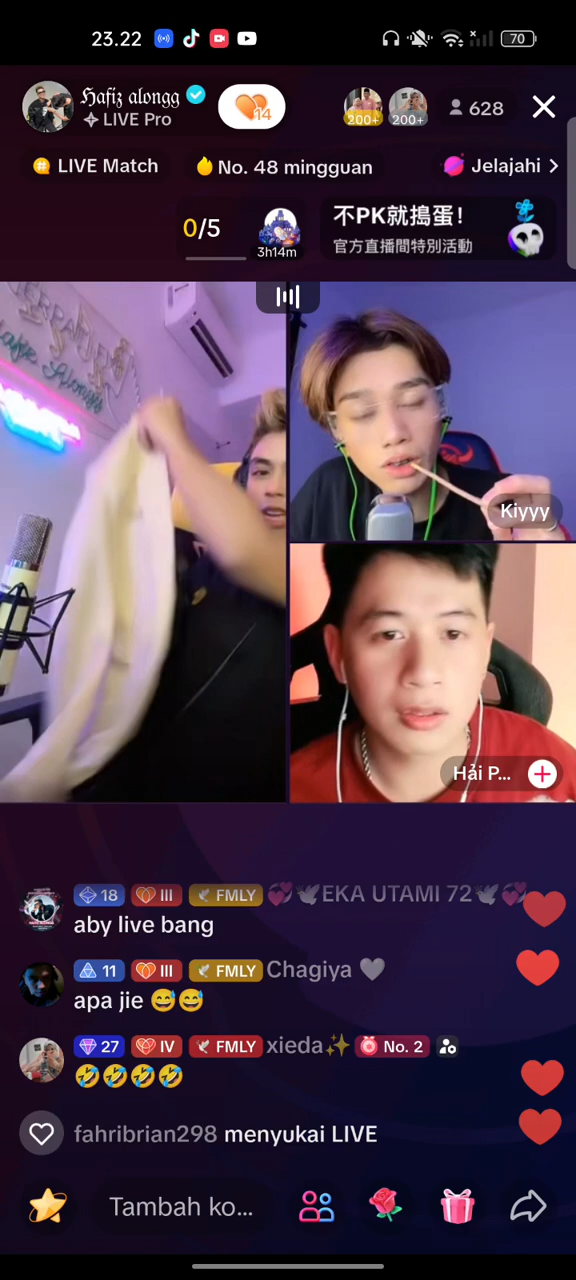 23.22
70
Hafiz alongg
LIVE Pro
14
200+
200+
628
LIVE Match
No. 48 mingguan
Jelajahi
0/5
3h14m
不PK就搗蛋!
官方直播間特別活動
Kiyyy
Hải P...
18 III FMLY 💞🕊EKA UTAMI 72🕊💞
aby live bang
11 III FMLY Chagiya 🤍
apa jie 😅😅
27 IV FMLY xieda✨ No. 2
🤣🤣🤣🤣
fahribrian298 menyukai LIVE
Tambah ko...